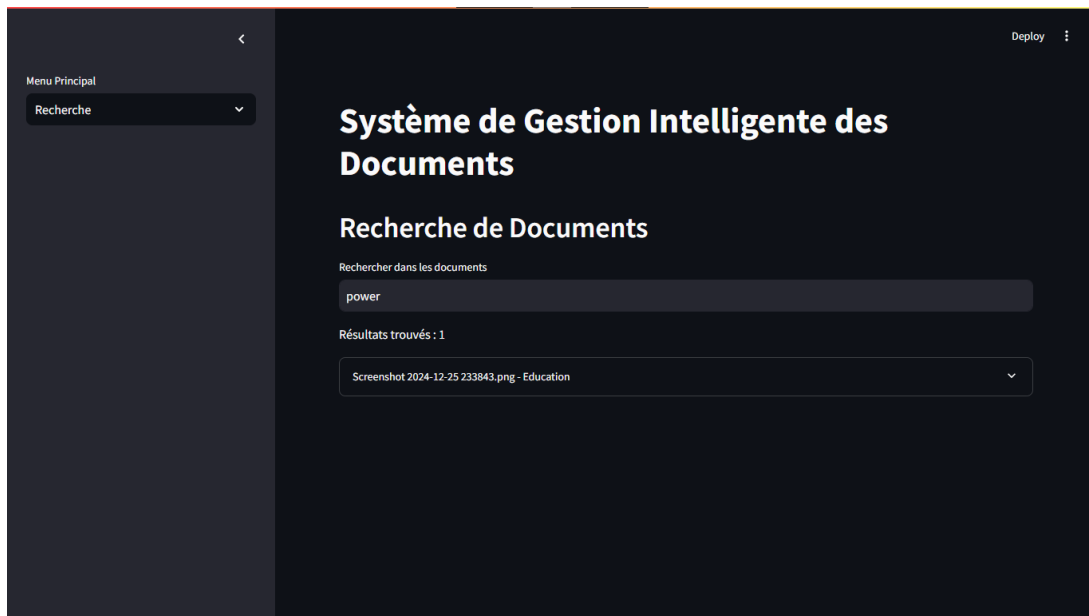 Deploy
Menu Principal
Recherche
Système de Gestion Intelligente des
Documents
Recherche de Documents
Rechercher dans les documents
power
Résultats trouvés : 1
Screenshot 2024-12-25 233843.png - Education